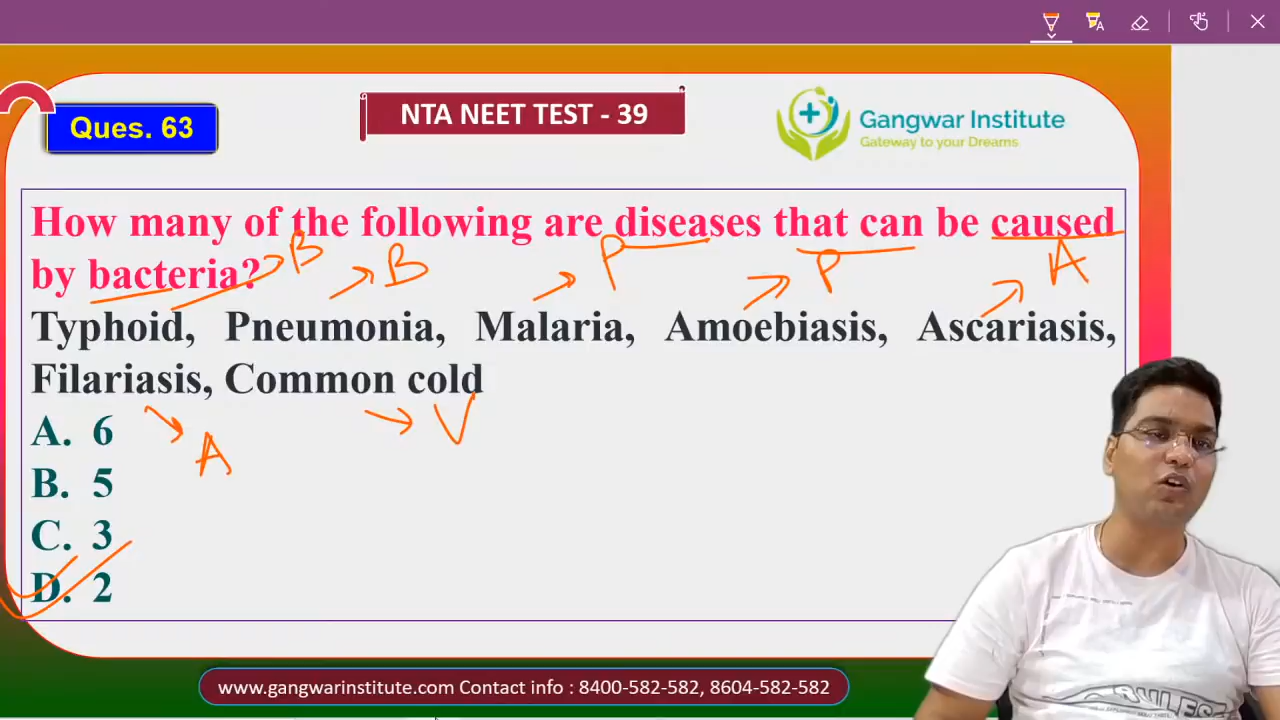 Ques. 63
NTA NEET TEST - 39
Gangwar Institute
Gateway to your Dreams
How many of the following are diseases that can be caused
by bacteria?
B
B
P
P
A
Typhoid, Pneumonia, Malaria, Amoebiasis, Ascariasis,
Filariasis, Common cold
A
V
A. 6
B. 5
C. 3
D. 2
www.gangwarinstitute.com Contact info : 8400-582-582, 8604-582-582